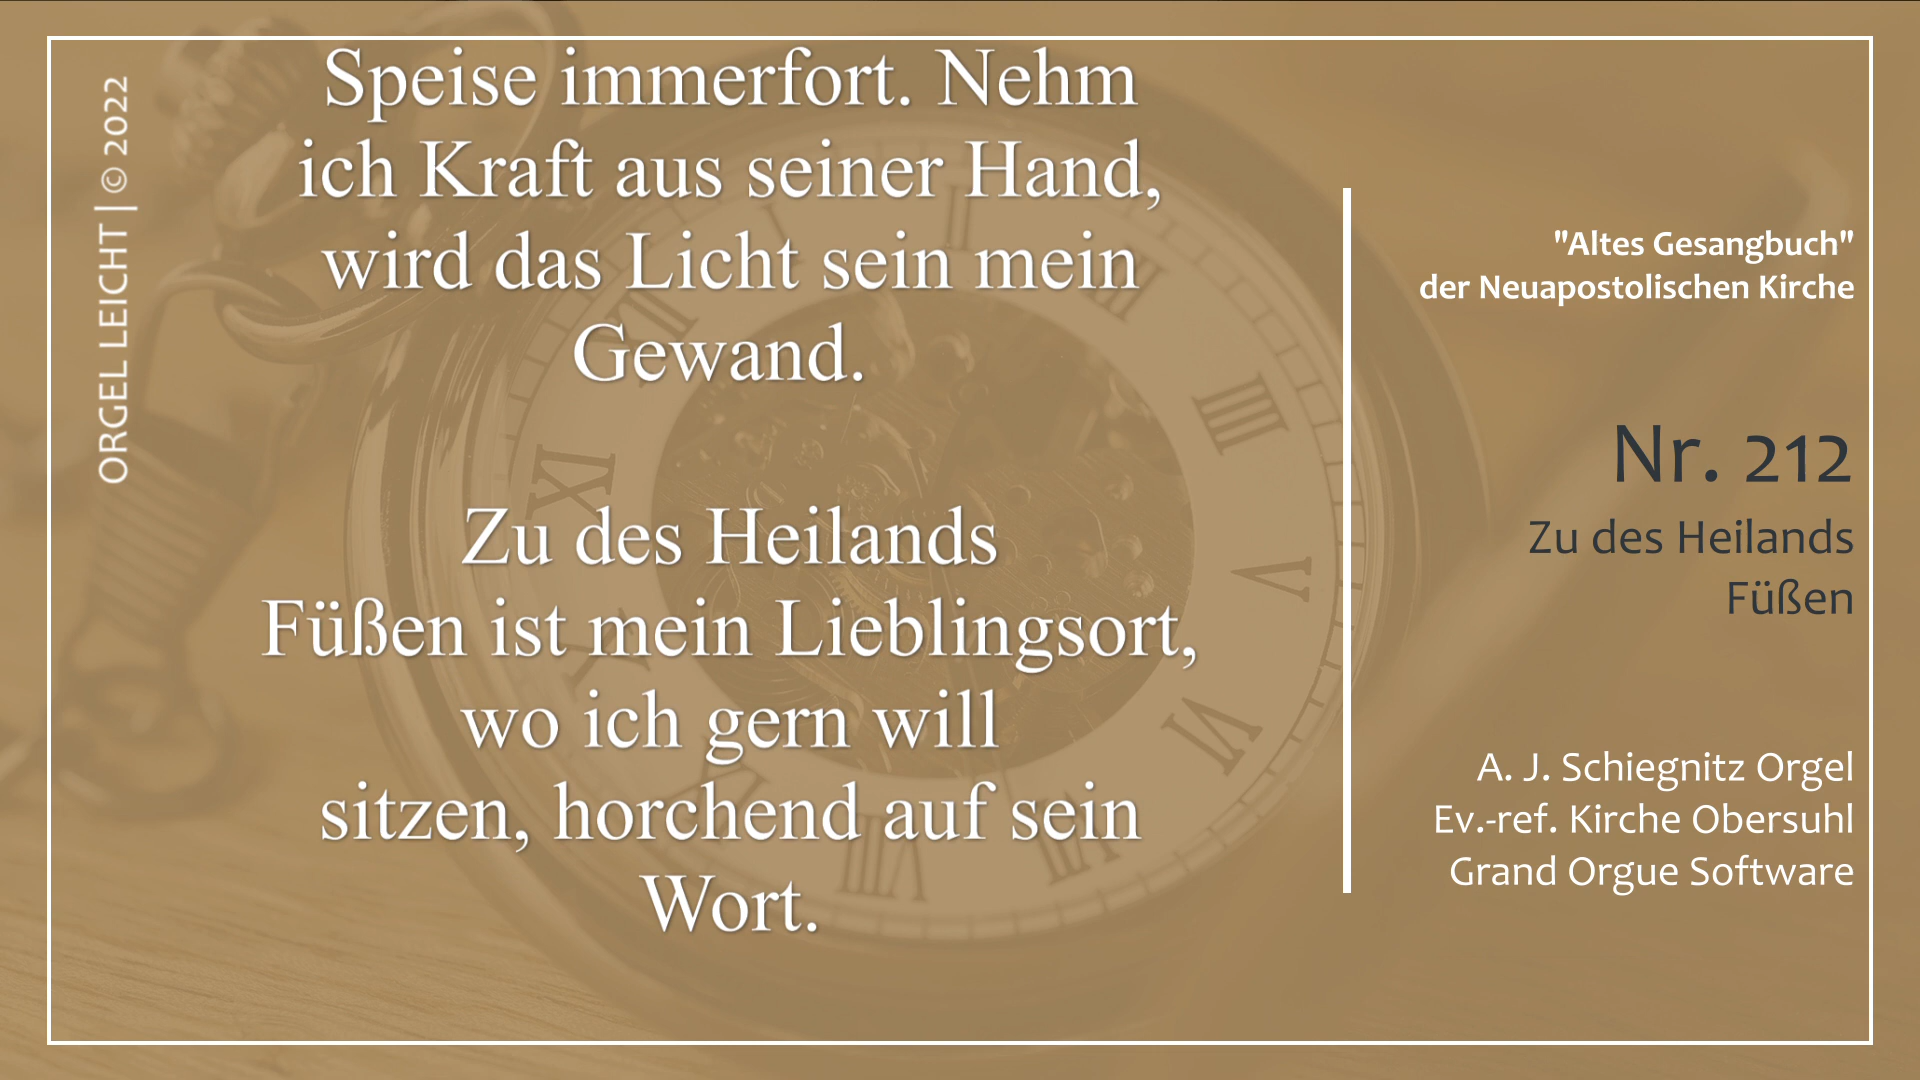 ORGEL LEICHT | © 2022
Speise immerfort. Nehm
ich Kraft aus seiner Hand,
wird das Licht sein mein
Gewand.
Zu des Heilands
Füßen ist mein Lieblingsort,
wo ich gern will
sitzen, horchend auf sein
Wort.
"Altes Gesangbuch"
der Neuapostolischen Kirche
Nr. 212
Zu des Heilands
Füßen
A. J. Schiegnitz Orgel
Ev.-ref. Kirche Obersuhl
Grand Orgue Software